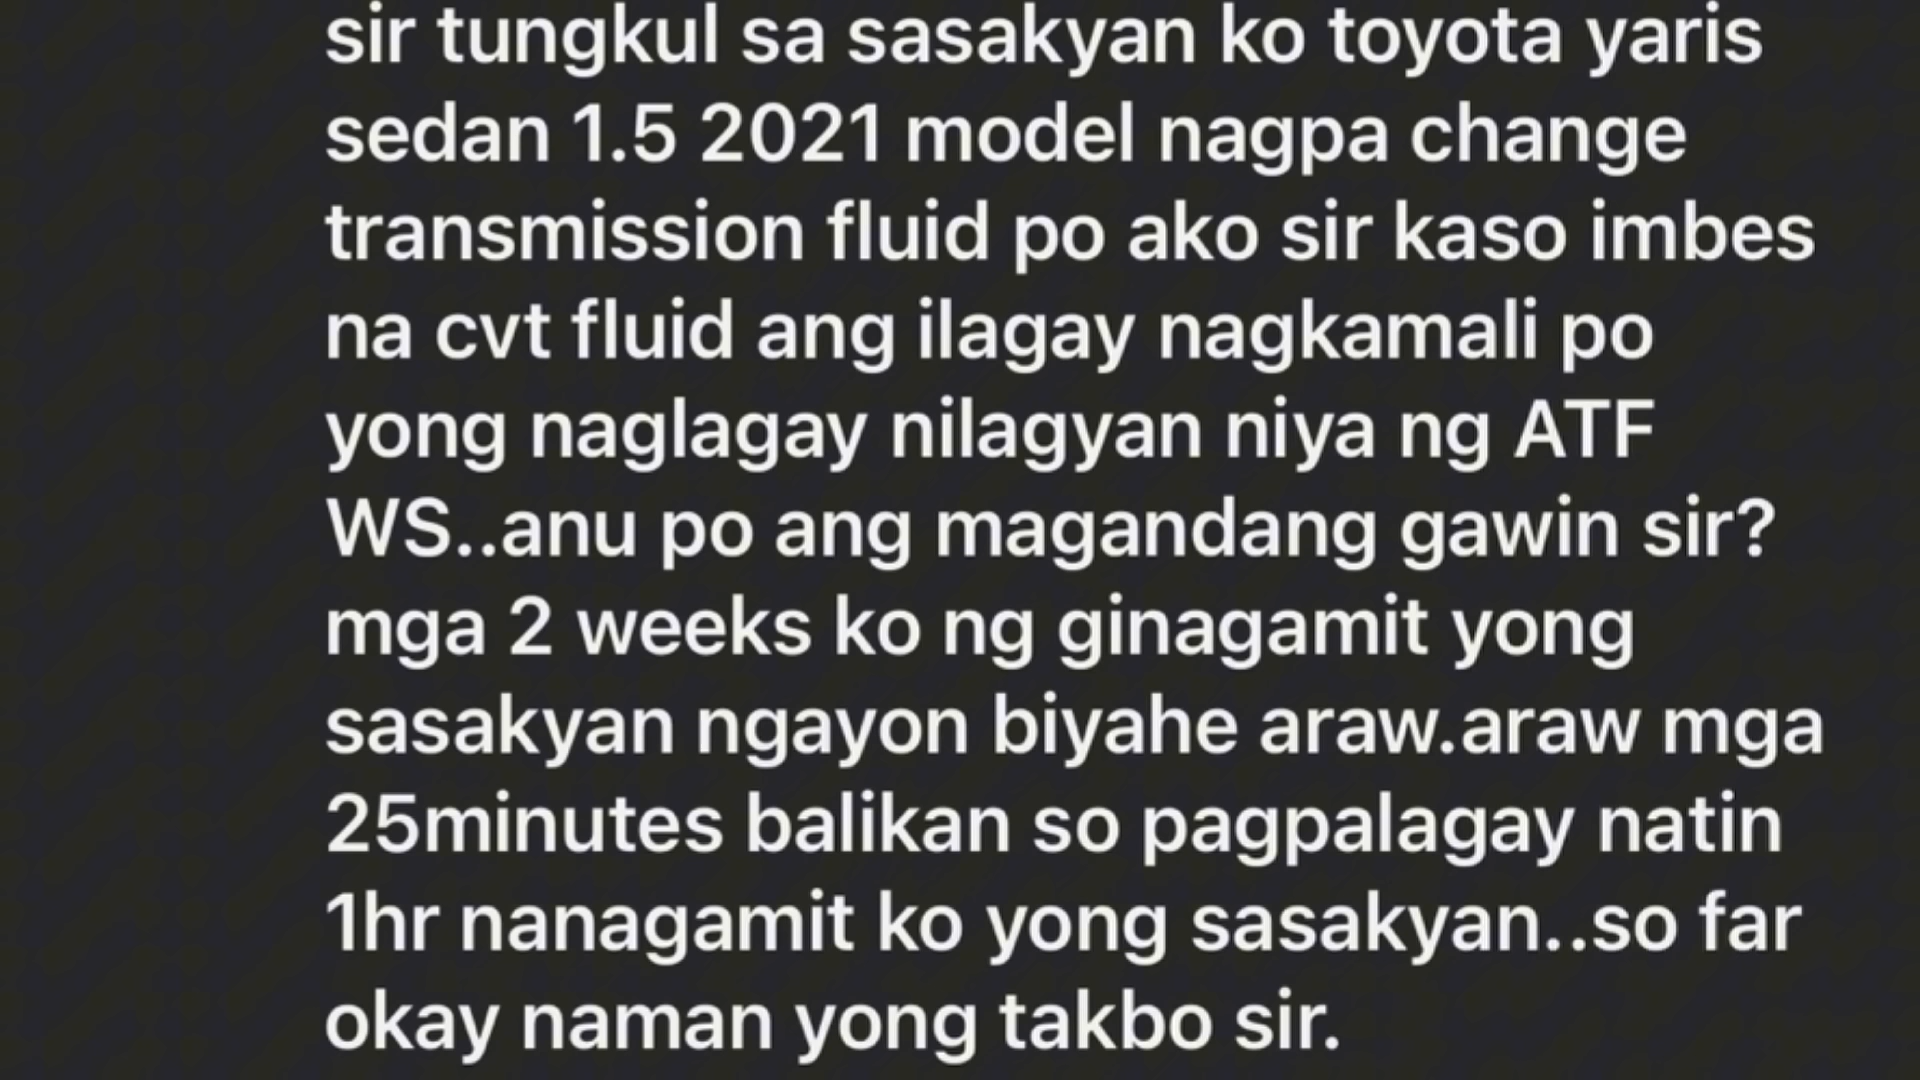 sir tungkul sa sasakyan ko toyota yaris
sedan 1.5 2021 model nagpa change
transmission fluid po ako sir kaso imbes
na cvt fluid ang ilagay nagkamali po
yong naglagay nilagyan niya ng ATF
WS..anu po ang magandang gawin sir?
mga 2 weeks ko ng ginagamit yong
sasakyan ngayon biyahe araw.araw mga
25minutes balikan so pagpalagay natin
1hr nanagamit ko yong sasakyan..so far
okay naman yong takbo sir.